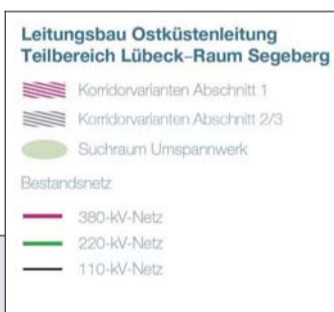 Leitungsbau Ostküstenleitung
Teilbereich Lübeck–Raum Segeberg
Korridorvarianten Abschnitt 1
Korridorvarianten Abschnitt 2/3
Suchraum Umspannwerk
Bestandsnetz
380-kV-Netz
220-kV-Netz
110-kV-Netz